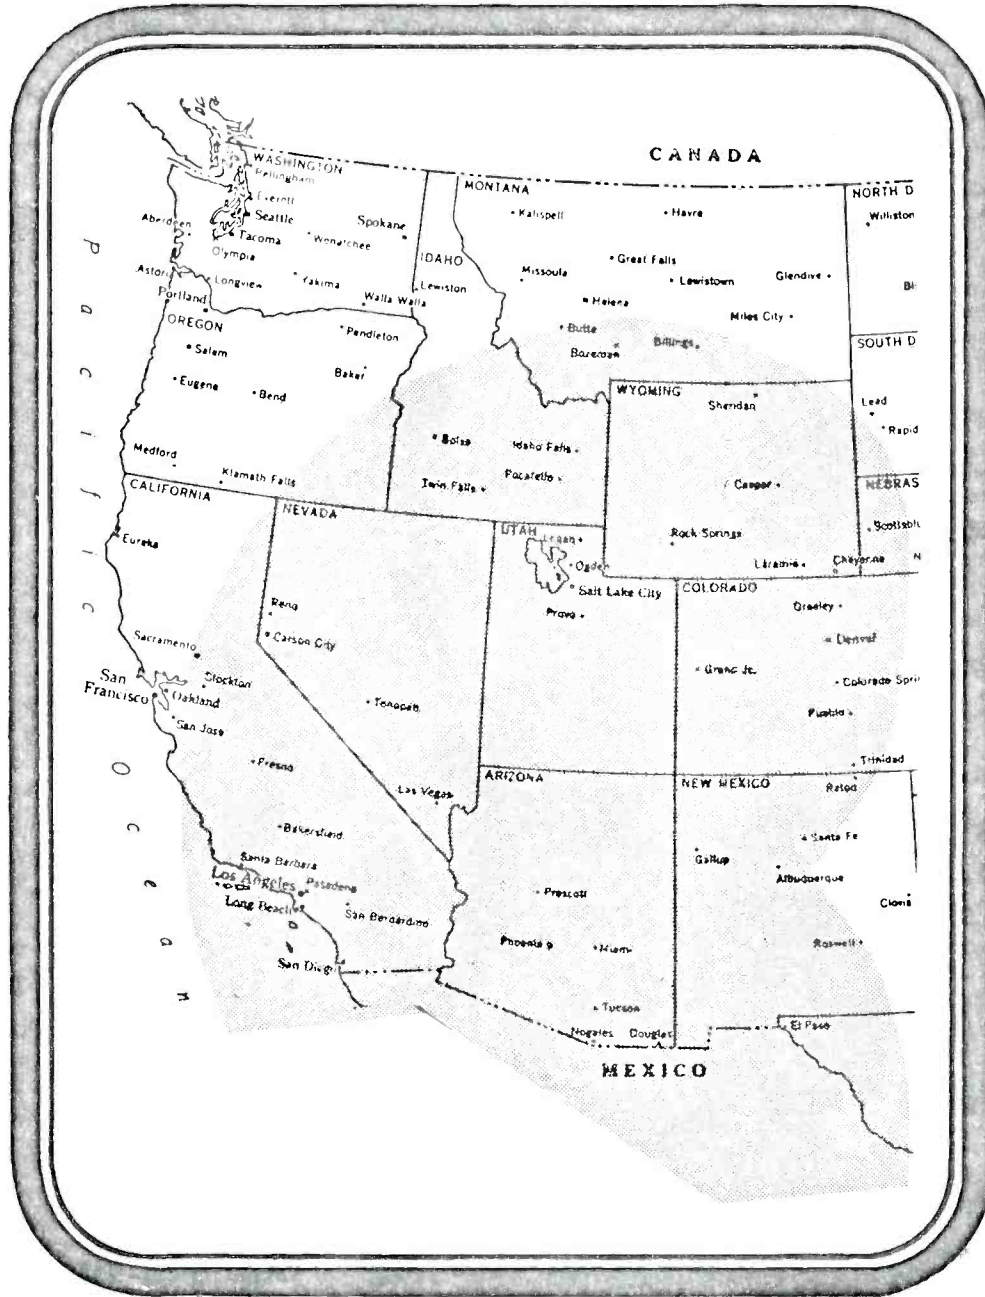 CANADA
WASHINGTON
Bellingham
Everett
Seattle
Spokane
Aberdeen
Tacoma
Wenatchee
Olympia
Astoria
Longview
Yakima
Walla Walla
Portland
IDAHO
Lewiston
MONTANA
Kalispell
Havre
Great Falls
Missoula
Lewistown
Glendive
Helena
Miles City
Butte
Bozeman
Billings
NORTH D
Williston
SOUTH D
Lead
Rapid
NEBRAS
OREGON
Pendleton
Salem
Baker
Eugene
Bend
Medford
Klamath Falls
Boise
Idaho Falls
Pocatello
Twin Falls
WYOMING
Sheridan
Casper
Rock Springs
Laramie
Cheyenne
CALIFORNIA
Eureka
NEVADA
Reno
Carson City
Tonopah
Las Vegas
UTAH
Logan
Ogden
Salt Lake City
Provo
COLORADO
Greeley
Denver
Grand Jt.
Colorado Spri
Pueblo
Trinidad
Sacramento
Stockton
San
Francisco
Oakland
San Jose
Fresno
Bakersfield
Santa Barbara
Los Angeles
Pasadena
Long Beach
San Bernardino
San Diego
ARIZONA
Prescott
Phoenix
Miami
Tucson
Nogales
Douglas
NEW MEXICO
Raton
Santa Fe
Gallup
Albuquerque
Clovis
Roswell
El Paso
MEXICO
Pacific Ocean